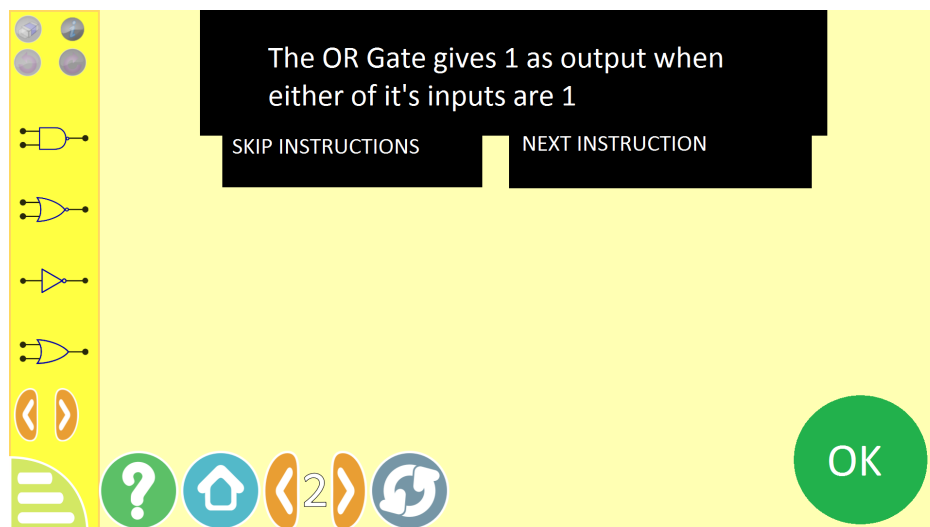 The OR Gate gives 1 as output when
either of it's inputs are 1
SKIP INSTRUCTIONS
NEXT INSTRUCTION
OK
?
2